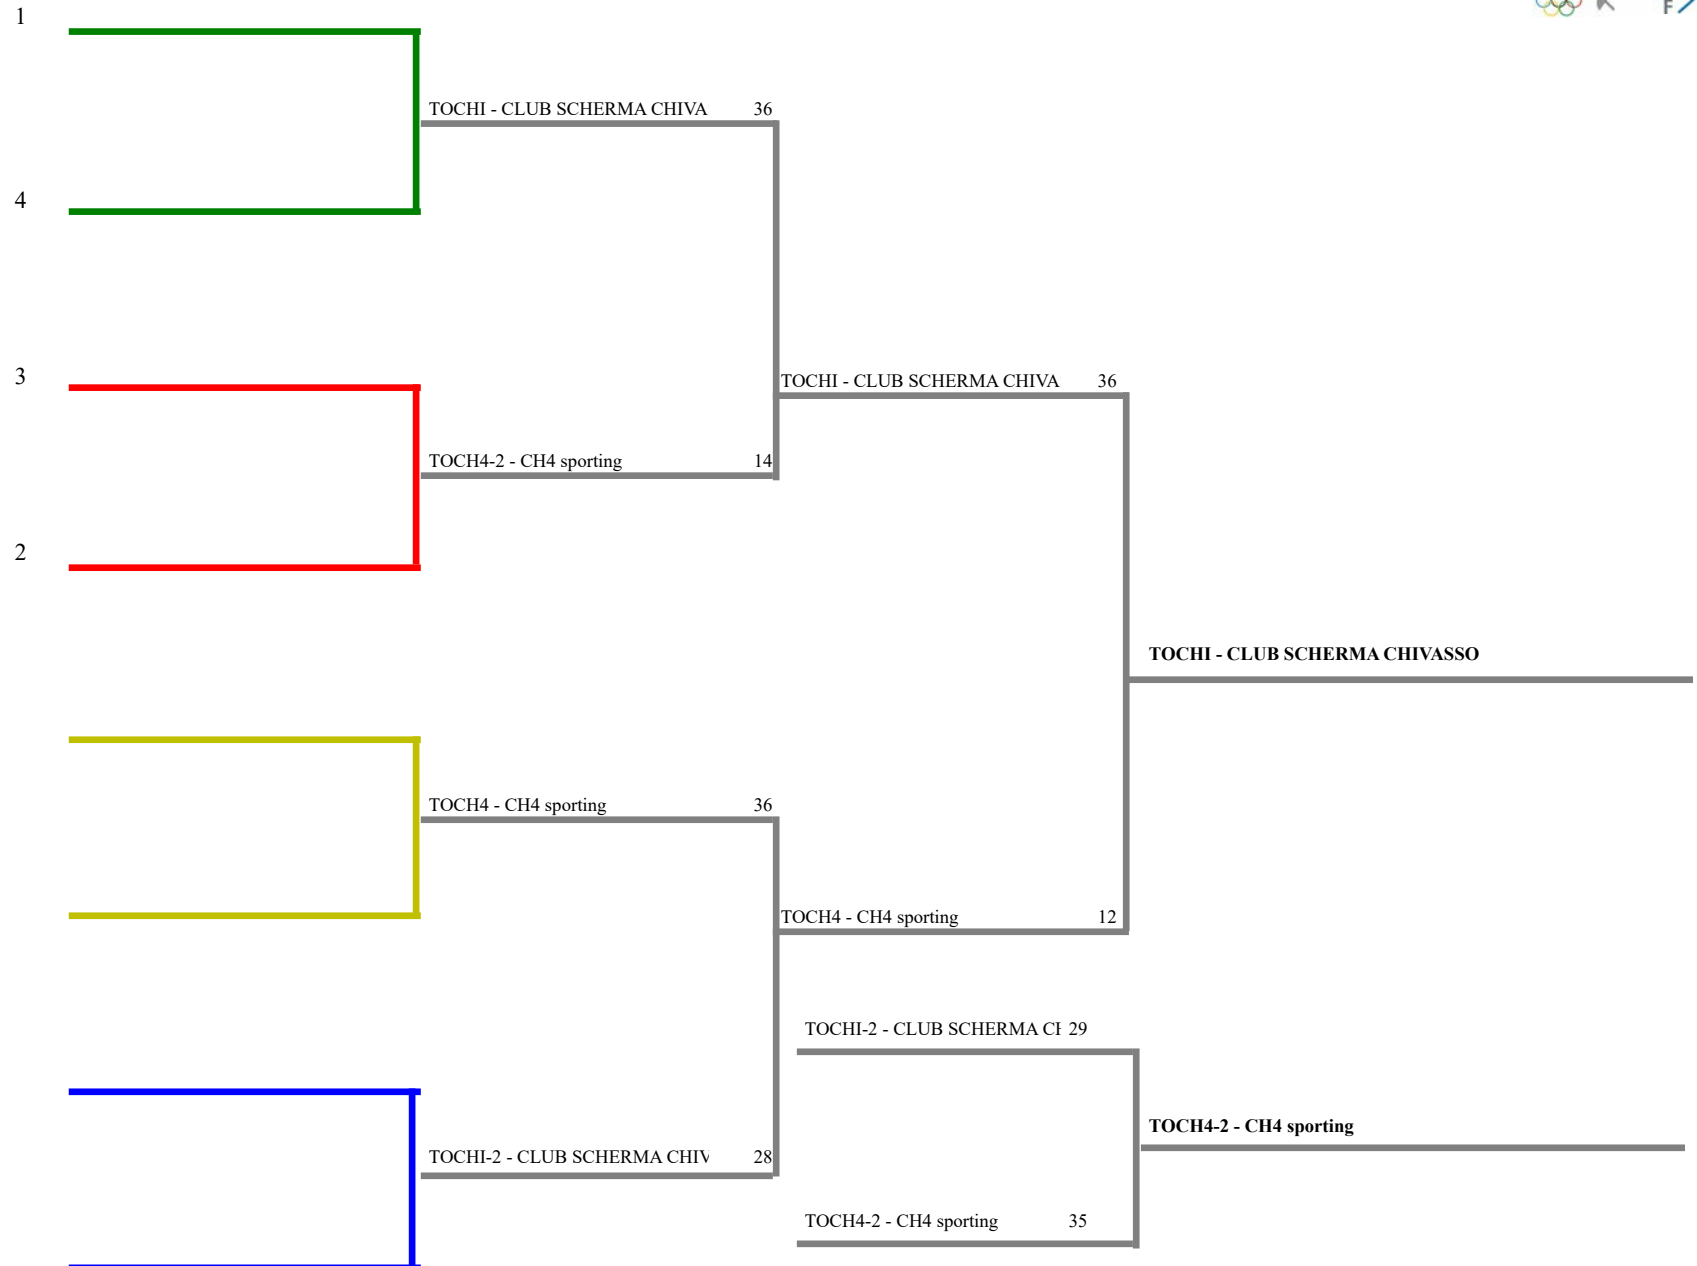 1
F
TOCHI - CLUB SCHERMA CHIVA 36
4
3
TOCHI - CLUB SCHERMA CHIVA 36
TOCH4-2 - CH4 sporting 14
2
TOCHI - CLUB SCHERMA CHIVASSO
TOCH4 - CH4 sporting 36
TOCH4 - CH4 sporting 12
TOCHI-2 - CLUB SCHERMA CH 29
TOCH4-2 - CH4 sporting
TOCHI-2 - CLUB SCHERMA CHIV 28
TOCH4-2 - CH4 sporting 35